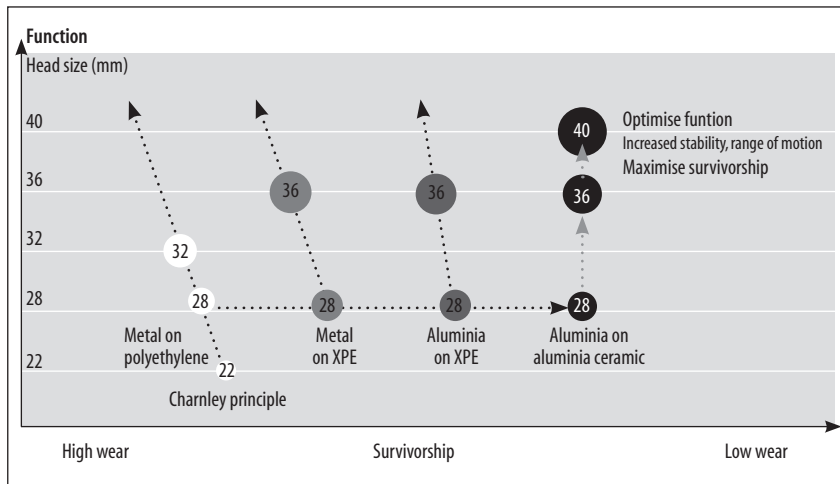 Function
Head size (mm)
40
40
Optimise funtion
Increased stability, range of motion
Maximise survivorship
36
36
36
36
32
32
28
28
28
28
28
Metal on
polyethylene
Metal
on XPE
Aluminia
on XPE
Aluminia on
aluminia ceramic
22
22
Charnley principle
High wear
Survivorship
Low wear